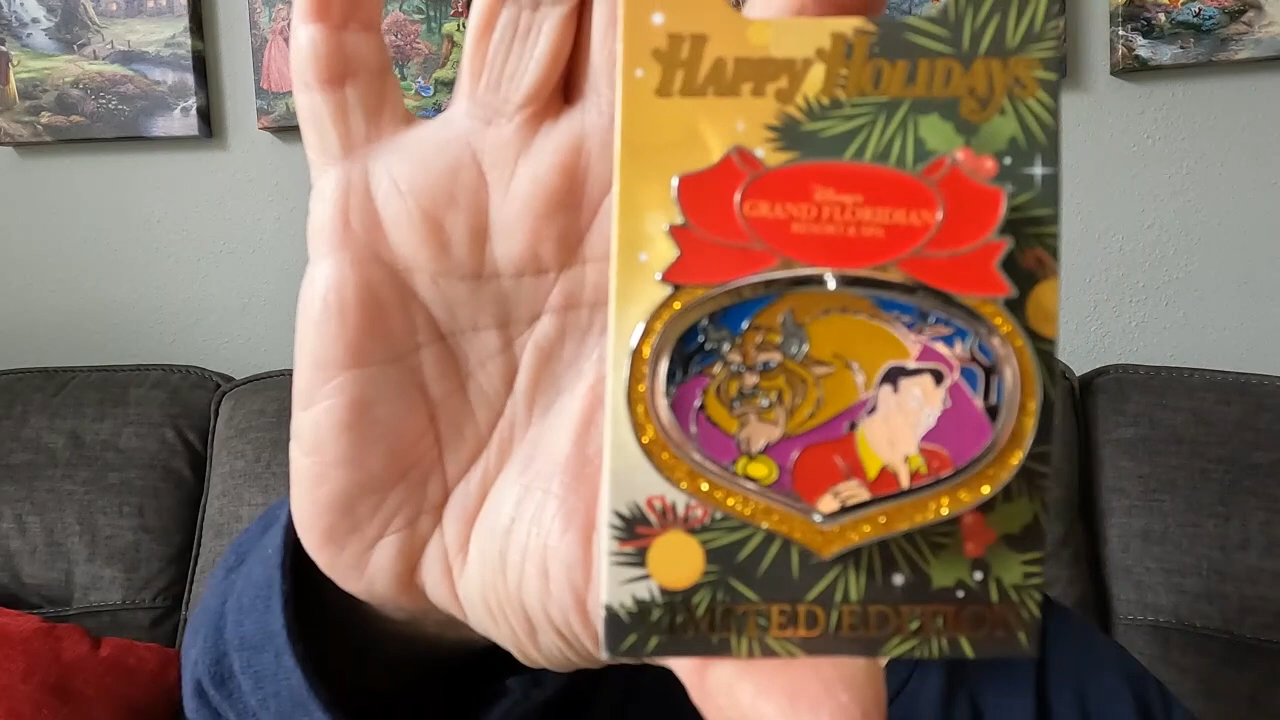 HAPPY HOLIDAYS
Disney's
GRAND FLORIDIAN
RESORT & SPA
LIMITED EDITION